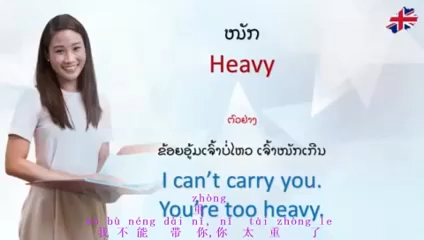 ໜັກ
Heavy
ຕົວຢ່າງ
ຂ້ອຍອູ້ມເຈົ້າບໍ່ໄຫວ ເຈົ້າໜັກເກີນ
I can't carry you.
zhòng
You're too heavy.
bù néng dài nǐ, nǐ tài zhòng le
我不能带你,你太重了